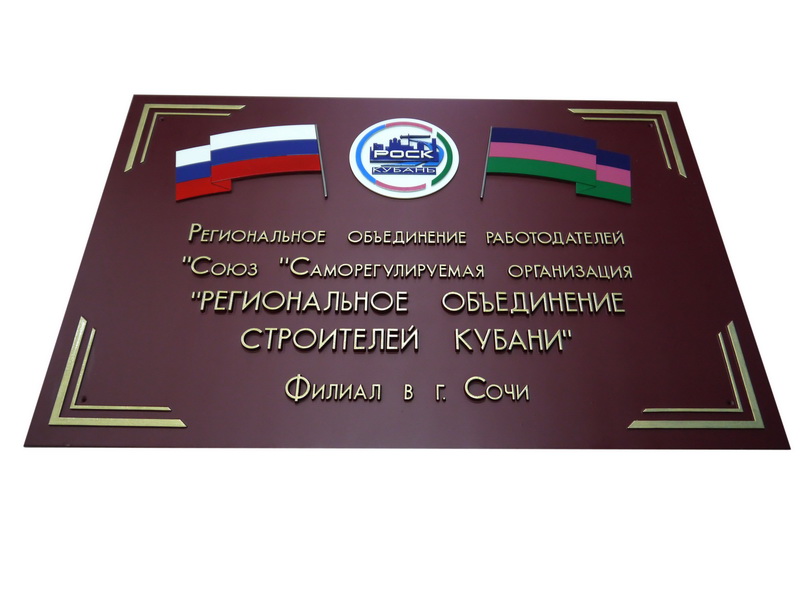 РОСК
КУБАНЬ
Региональное объединение работодателей
"Союз "Саморегулируемая организация
"РЕГИОНАЛЬНОЕ ОБЪЕДИНЕНИЕ
СТРОИТЕЛЕЙ КУБАНИ"
Филиал в г. Сочи